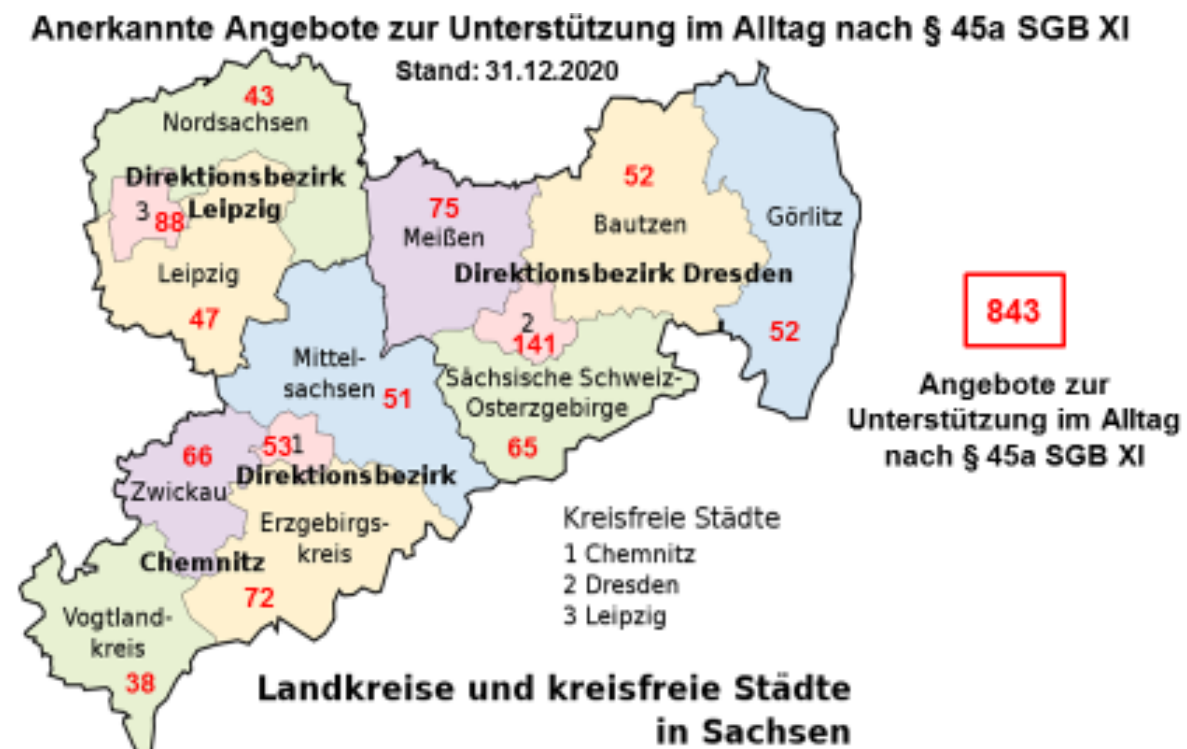 Anerkannte Angebote zur Unterstützung im Alltag nach § 45a SGB XI
Stand: 31.12.2020
43
Nordsachsen
Direktionsbezirk
Leipzig
3
88
Leipzig
47
75
Meißen
52
Bautzen
Görlitz
Direktionsbezirk Dresden
52
2
141
Sächsische Schweiz-
Osterzgebirge
65
Mittel-
sachsen
51
66
Zwickau
53
1
Direktionsbezirk
Chemnitz
Erzgebirgs-
kreis
72
Vogtland-
kreis
38
843
Angebote zur
Unterstützung im Alltag
nach § 45a SGB XI
Kreisfreie Städte
1 Chemnitz
2 Dresden
3 Leipzig
Landkreise und kreisfreie Städte
in Sachsen